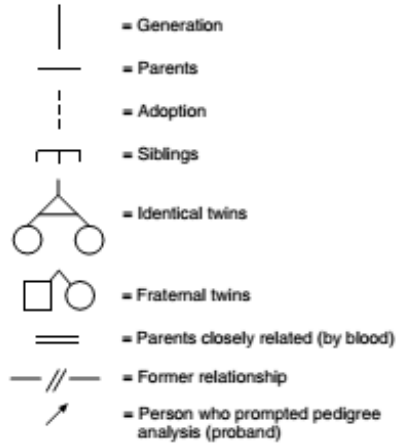 = Generation
= Parents
= Adoption
= Siblings
= Identical twins
= Fraternal twins
= Parents closely related (by blood)
= Former relationship
= Person who prompted pedigree
analysis (proband)